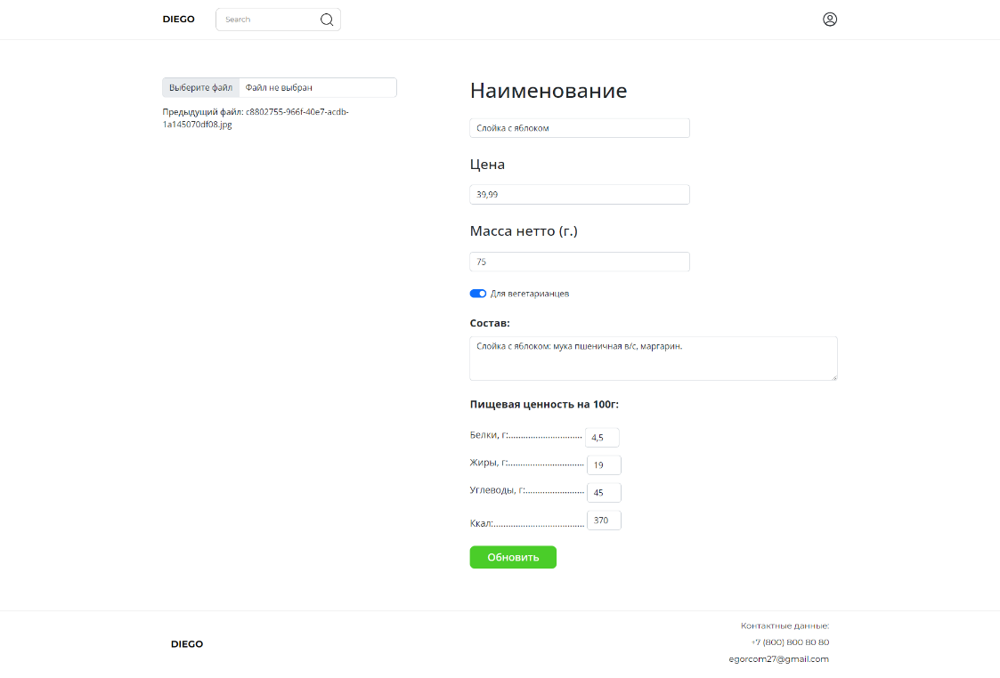 DIEGO
Search
Выберите файл
Файл не выбран
Предыдущий файл: c8802755-966f-40e7-acdb-
1a145070df08.jpg
Наименование
Слойка с яблоком
Цена
39,99
Масса нетто (г.)
75
Для вегетарианцев
Состав:
Слойка с яблоком: мука пшеничная в/с, маргарин.
Пищевая ценность на 100г:
Белки, г:.............................. 4,5
Жиры, г:............................... 19
Углеводы, г:........................ 45
Ккал:..................................... 370
Обновить
DIEGO
Контактные данные:
+7 (800) 800 80 80
egorcom27@gmail.com